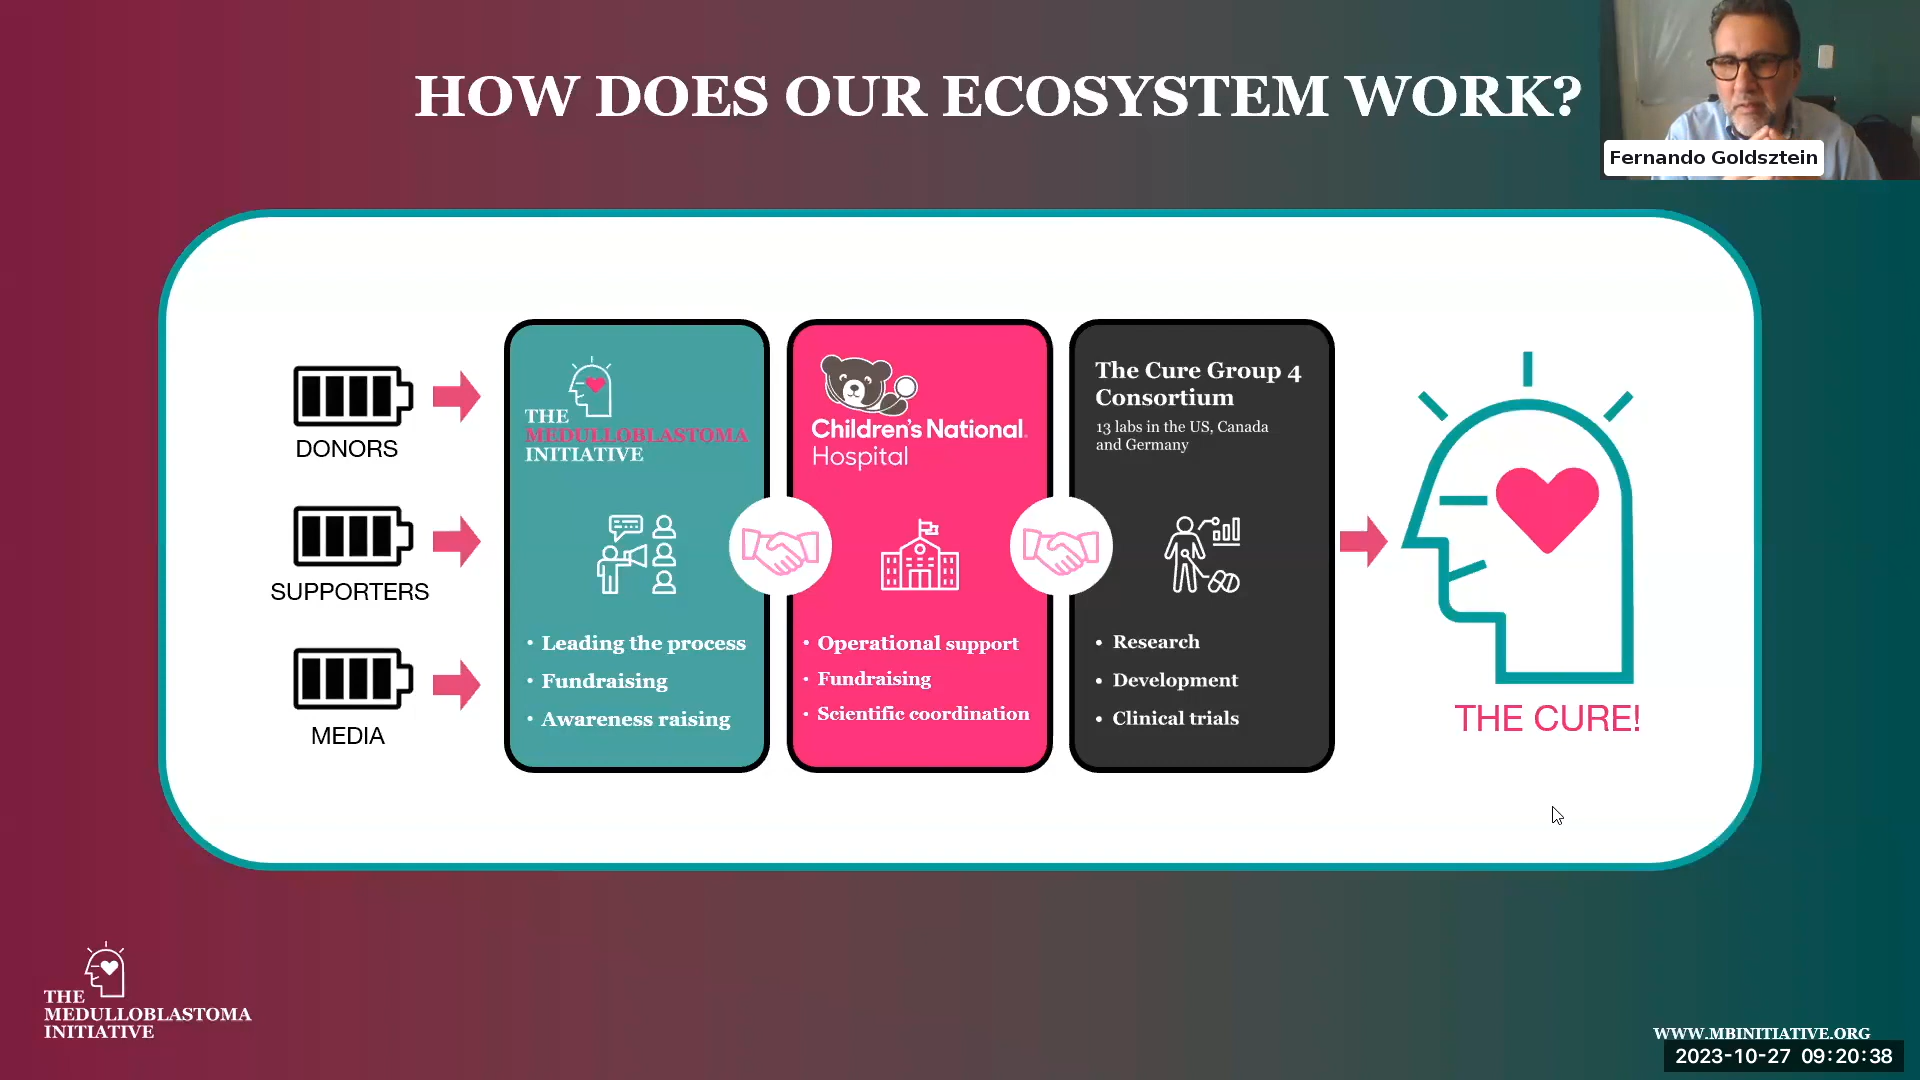 HOW DOES OUR ECOSYSTEM WORK?
Fernando Goldsztein
DONORS
SUPPORTERS
MEDIA
THE
MEDULLOBLASTOMA
INITIATIVE
• Leading the process
• Fundraising
• Awareness raising
Children's National
Hospital
• Operational support
• Fundraising
• Scientific coordination
The Cure Group 4
Consortium
13 labs in the US, Canada
and Germany
• Research
• Development
• Clinical trials
THE CURE!
THE
MEDULLOBLASTOMA
INITIATIVE
WWW.MBINITIATIVE.ORG
2023-10-27 09:20:38